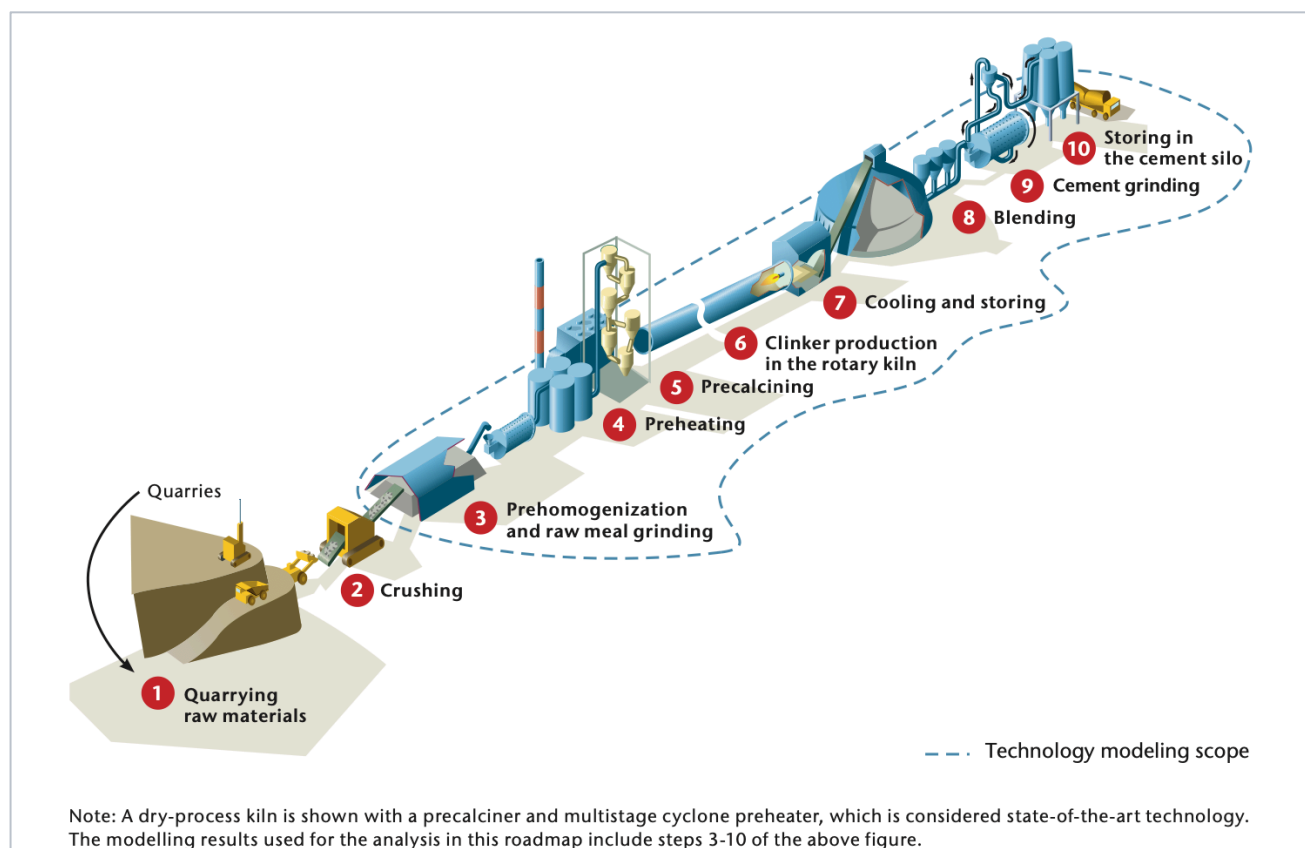 Quarries
1 Quarrying
raw materials
2 Crushing
3 Prehomogenization
and raw meal grinding
4 Preheating
5 Precalcining
6 Clinker production
in the rotary kiln
7 Cooling and storing
8 Blending
9 Cement grinding
10 Storing in
the cement silo
Technology modeling scope
Note: A dry-process kiln is shown with a precalciner and multistage cyclone preheater, which is considered state-of-the-art technology.
The modelling results used for the analysis in this roadmap include steps 3-10 of the above figure.